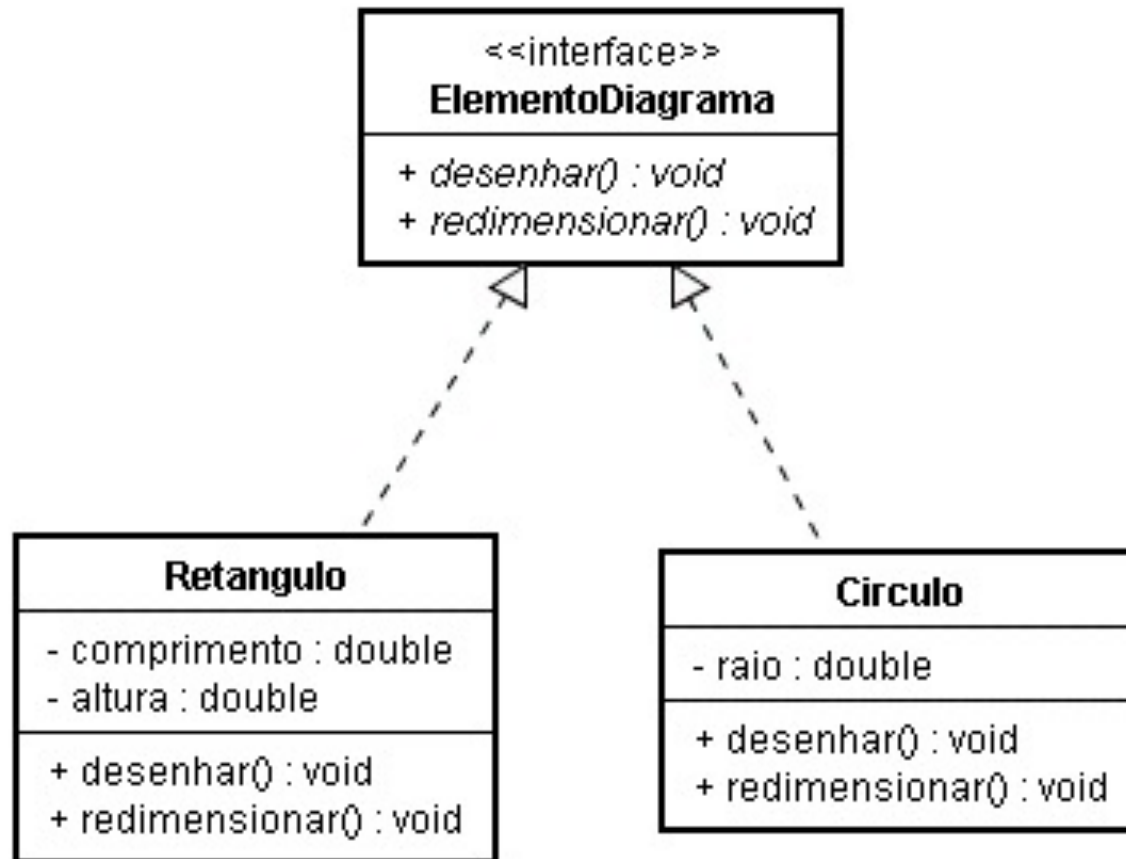 <<interface>>
ElementoDiagrama
+ desenhar() : void
+ redimensionar() : void
Retangulo
- comprimento : double
- altura : double
+ desenhar() : void
+ redimensionar() : void
Circulo
- raio : double
+ desenhar() : void
+ redimensionar() : void